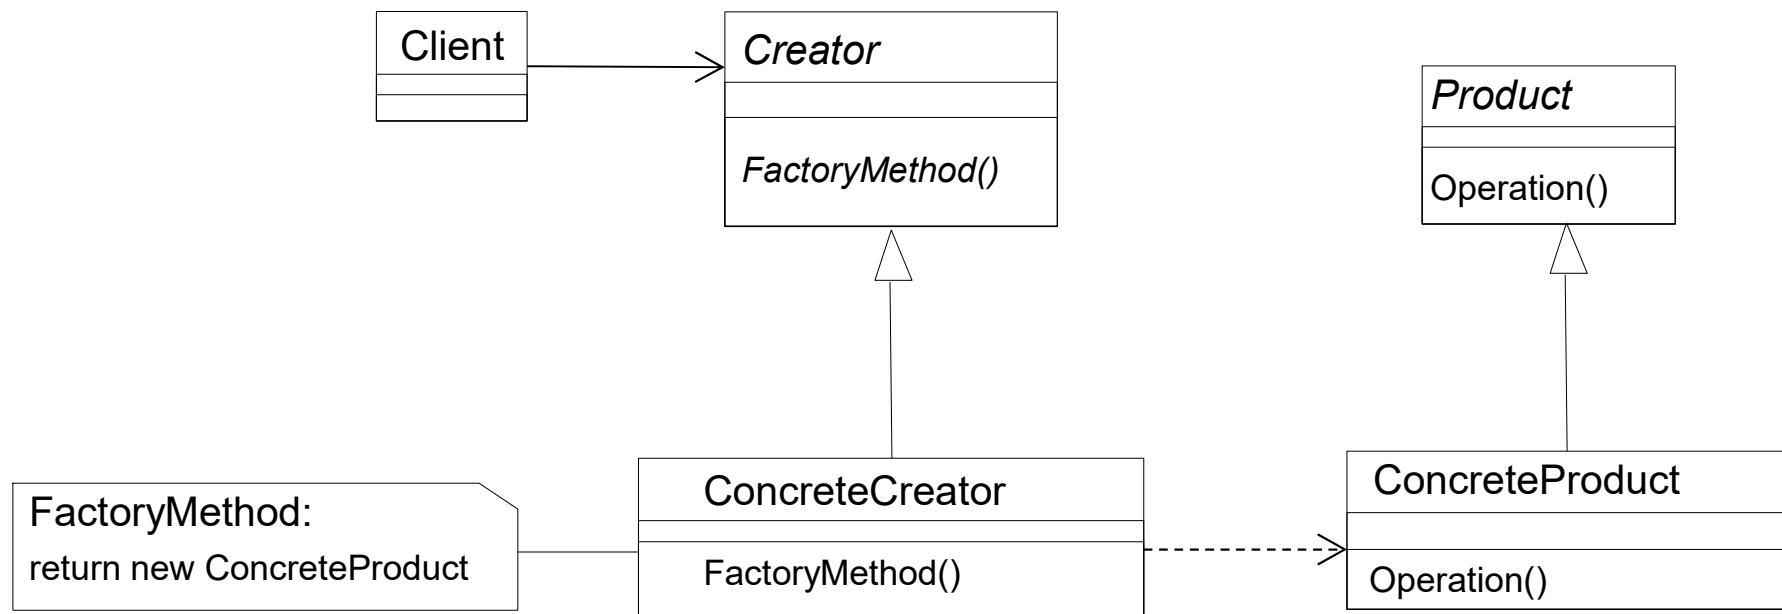 Client
Creator
FactoryMethod()
Product
Operation()
FactoryMethod:
return new ConcreteProduct
ConcreteCreator
FactoryMethod()
ConcreteProduct
Operation()